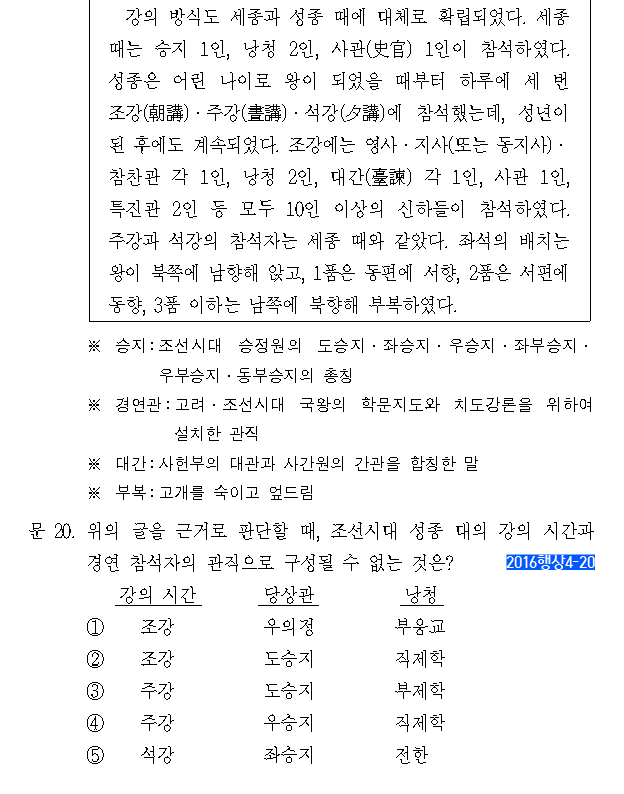 강의 방식도 세종과 성종 때에 대체로 확립되었다. 세종
때는 승지 1인, 낭청 2인, 사관(史官) 1인이 참석하였다.
성종은 어린 나이로 왕이 되었을 때부터 하루에 세 번
조강(朝講)·주강(晝講)·석강(夕講)에 참석했는데, 성년이
된 후에도 계속되었다. 조강에는 영사·지사(또는 동지사)·
참찬관 각 1인, 낭청 2인, 대간(臺諫) 각 1인, 사관 1인,
특진관 2인 등 모두 10인 이상의 신하들이 참석하였다.
주강과 석강의 참석자는 세종 때와 같았다. 좌석의 배치는
왕이 북쪽에 남향해 앉고, 1품은 동편에 서향, 2품은 서편에
동향, 3품 이하는 남쪽에 북향해 부복하였다.
※ 승지:조선시대 승정원의 도승지·좌승지·우승지·좌부승지·
우부승지·동부승지의 총칭
※ 경연관:고려·조선시대 국왕의 학문지도와 치도강론을 위하여
설치한 관직
※ 대간:사헌부의 대관과 사간원의 간관을 합칭한 말
※ 부복:고개를 숙이고 엎드림
문 20. 위의 글을 근거로 판단할 때, 조선시대 성종 대의 강의 시간과
경연 참석자의 관직으로 구성될 수 없는 것은? 2016행상4-20
강의 시간 당상관 낭청
① 조강 우의정 부응교
② 조강 도승지 직제학
③ 주강 도승지 부제학
④ 주강 우승지 직제학
⑤ 석강 좌승지 전한